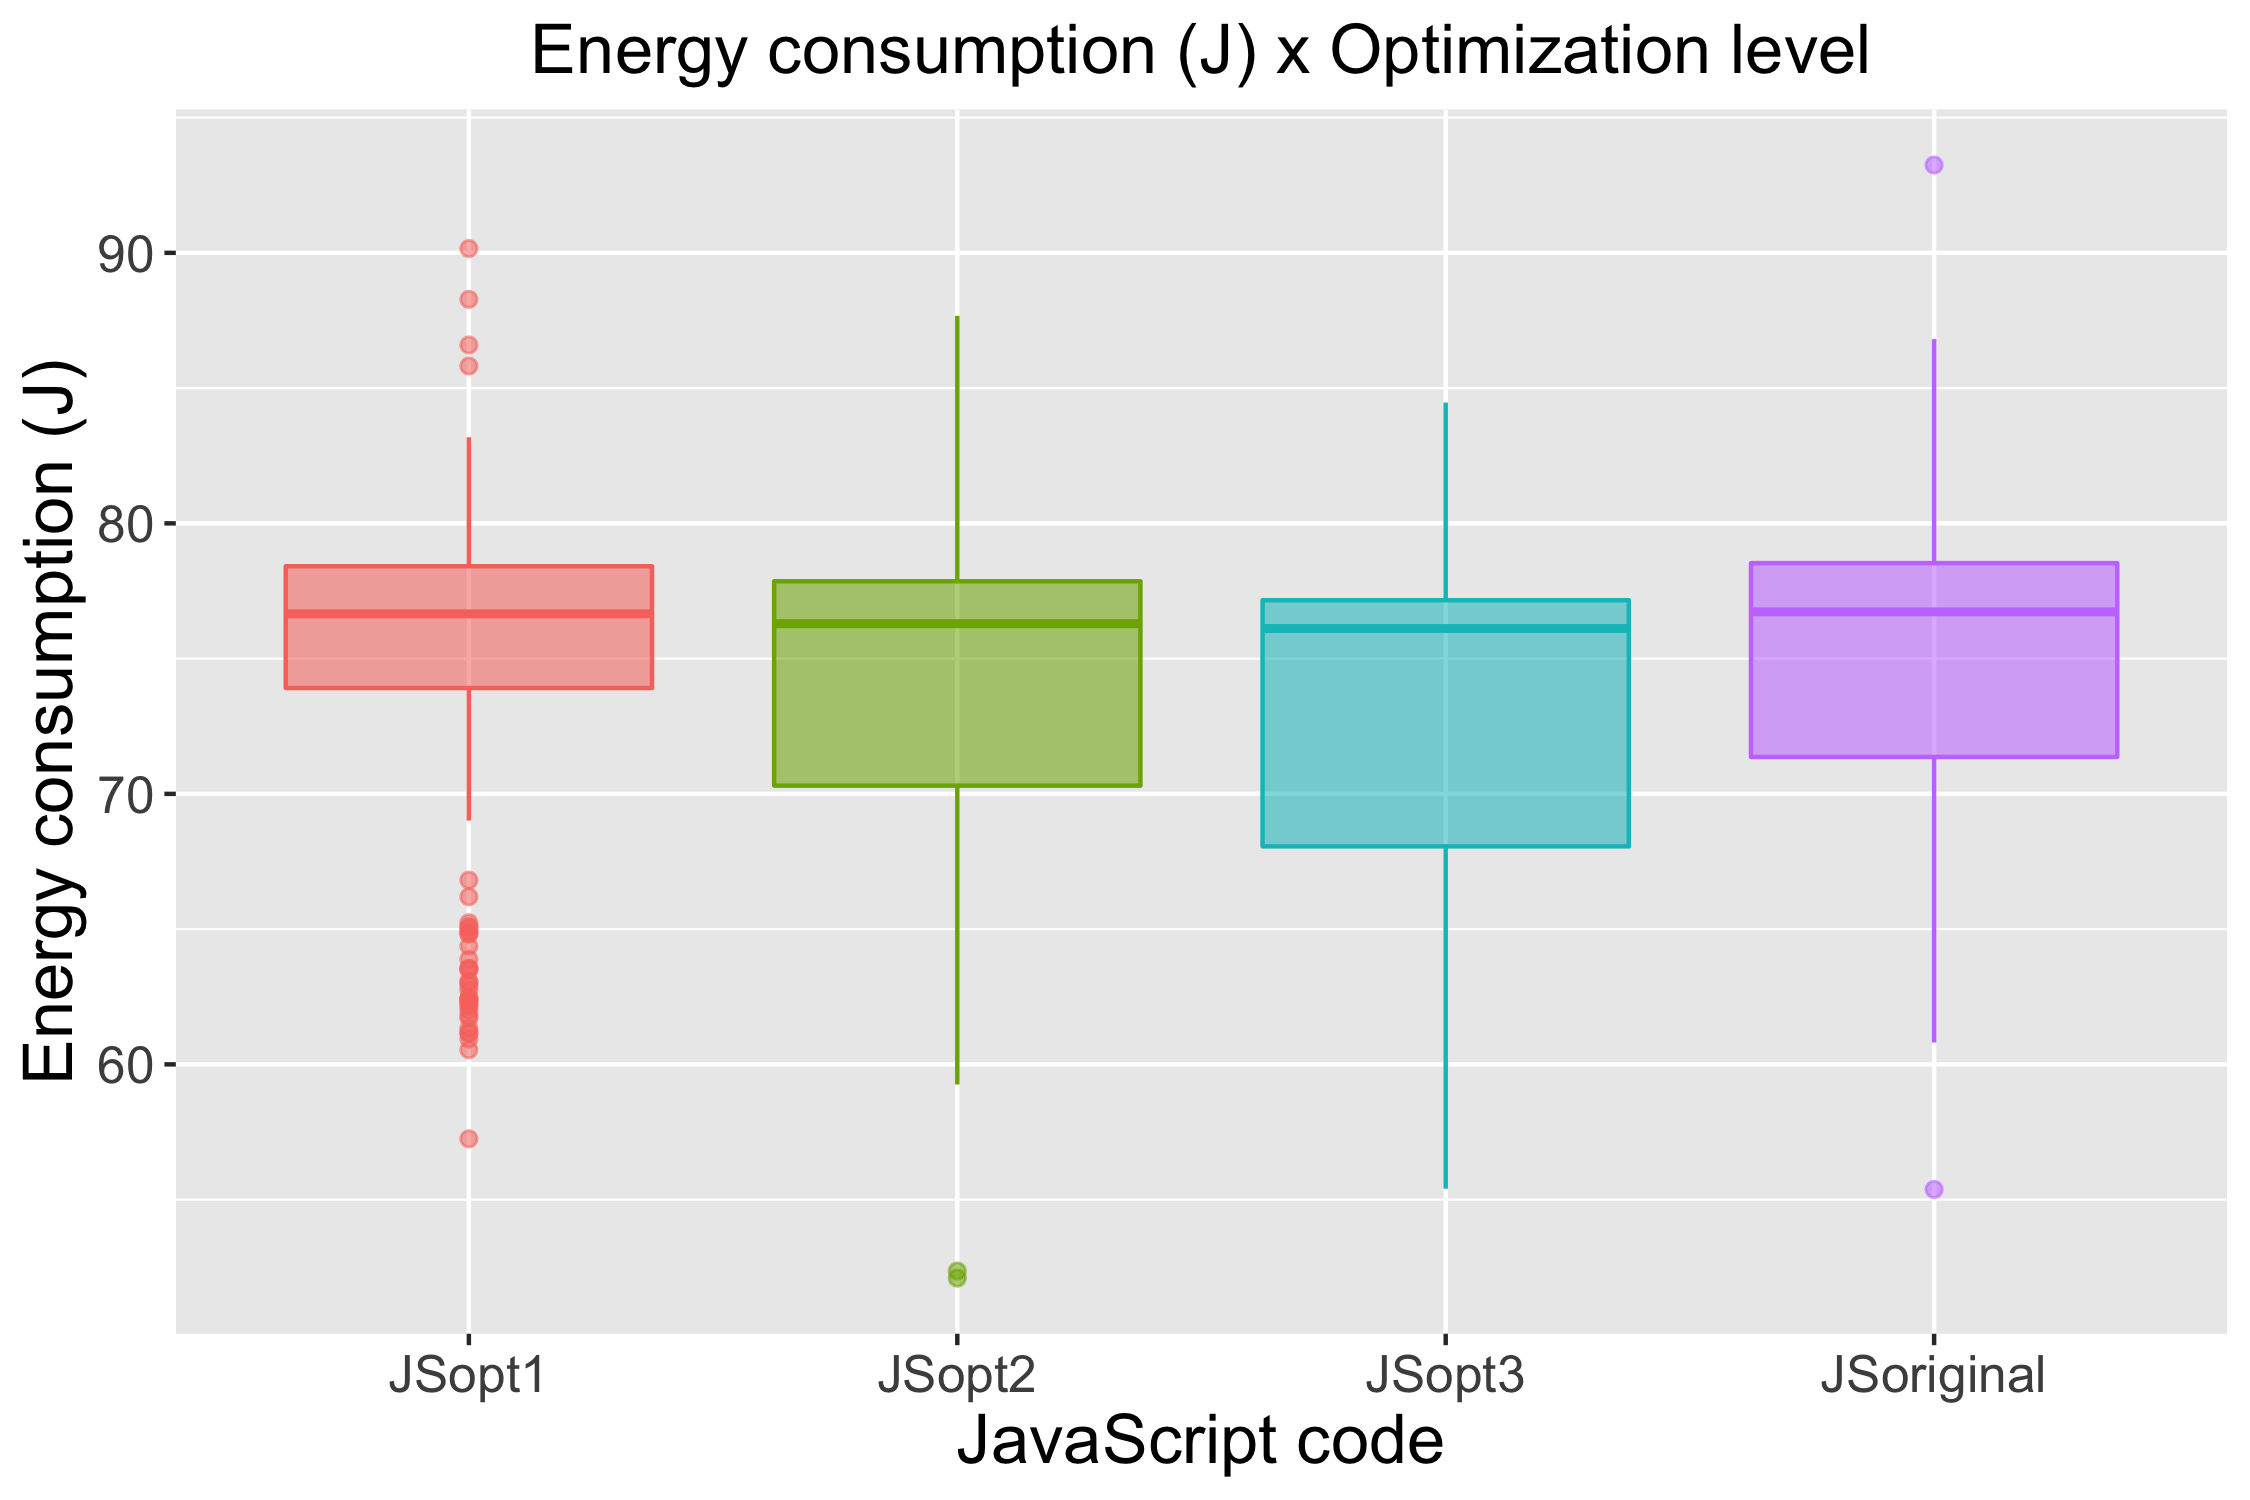 Energy consumption (J) x Optimization level
Energy consumption (J)
90
80
70
60
JSopt1
JSopt2
JSopt3
JSoriginal
JavaScript code